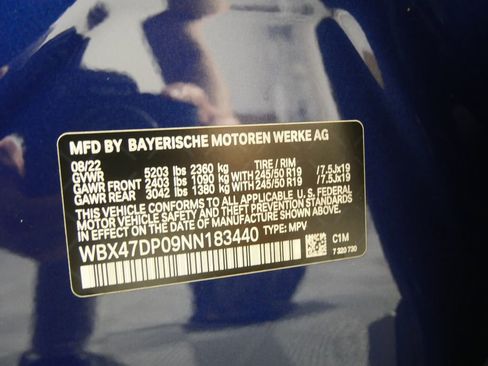 MFD BY BAYERISCHE MOTOREN WERKE AG
08/22
GVWR 5203 lbs 2360 kg TIRE / RIM
GAWR FRONT 2403 lbs 1090 kg WITH 245/50 R19 /7.5Jx19
GAWR REAR 3042 lbs 1380 kg WITH 245/50 R19 /7.5Jx19
THIS VEHICLE CONFORMS TO ALL APPLICABLE U.S. FEDERAL
MOTOR VEHICLE SAFETY AND THEFT PREVENTION STANDARDS
IN EFFECT ON THE DATE OF MANUFACTURE SHOWN ABOVE.
WBX47DP09NN183440 TYPE: MPV
C1M
7 320 730